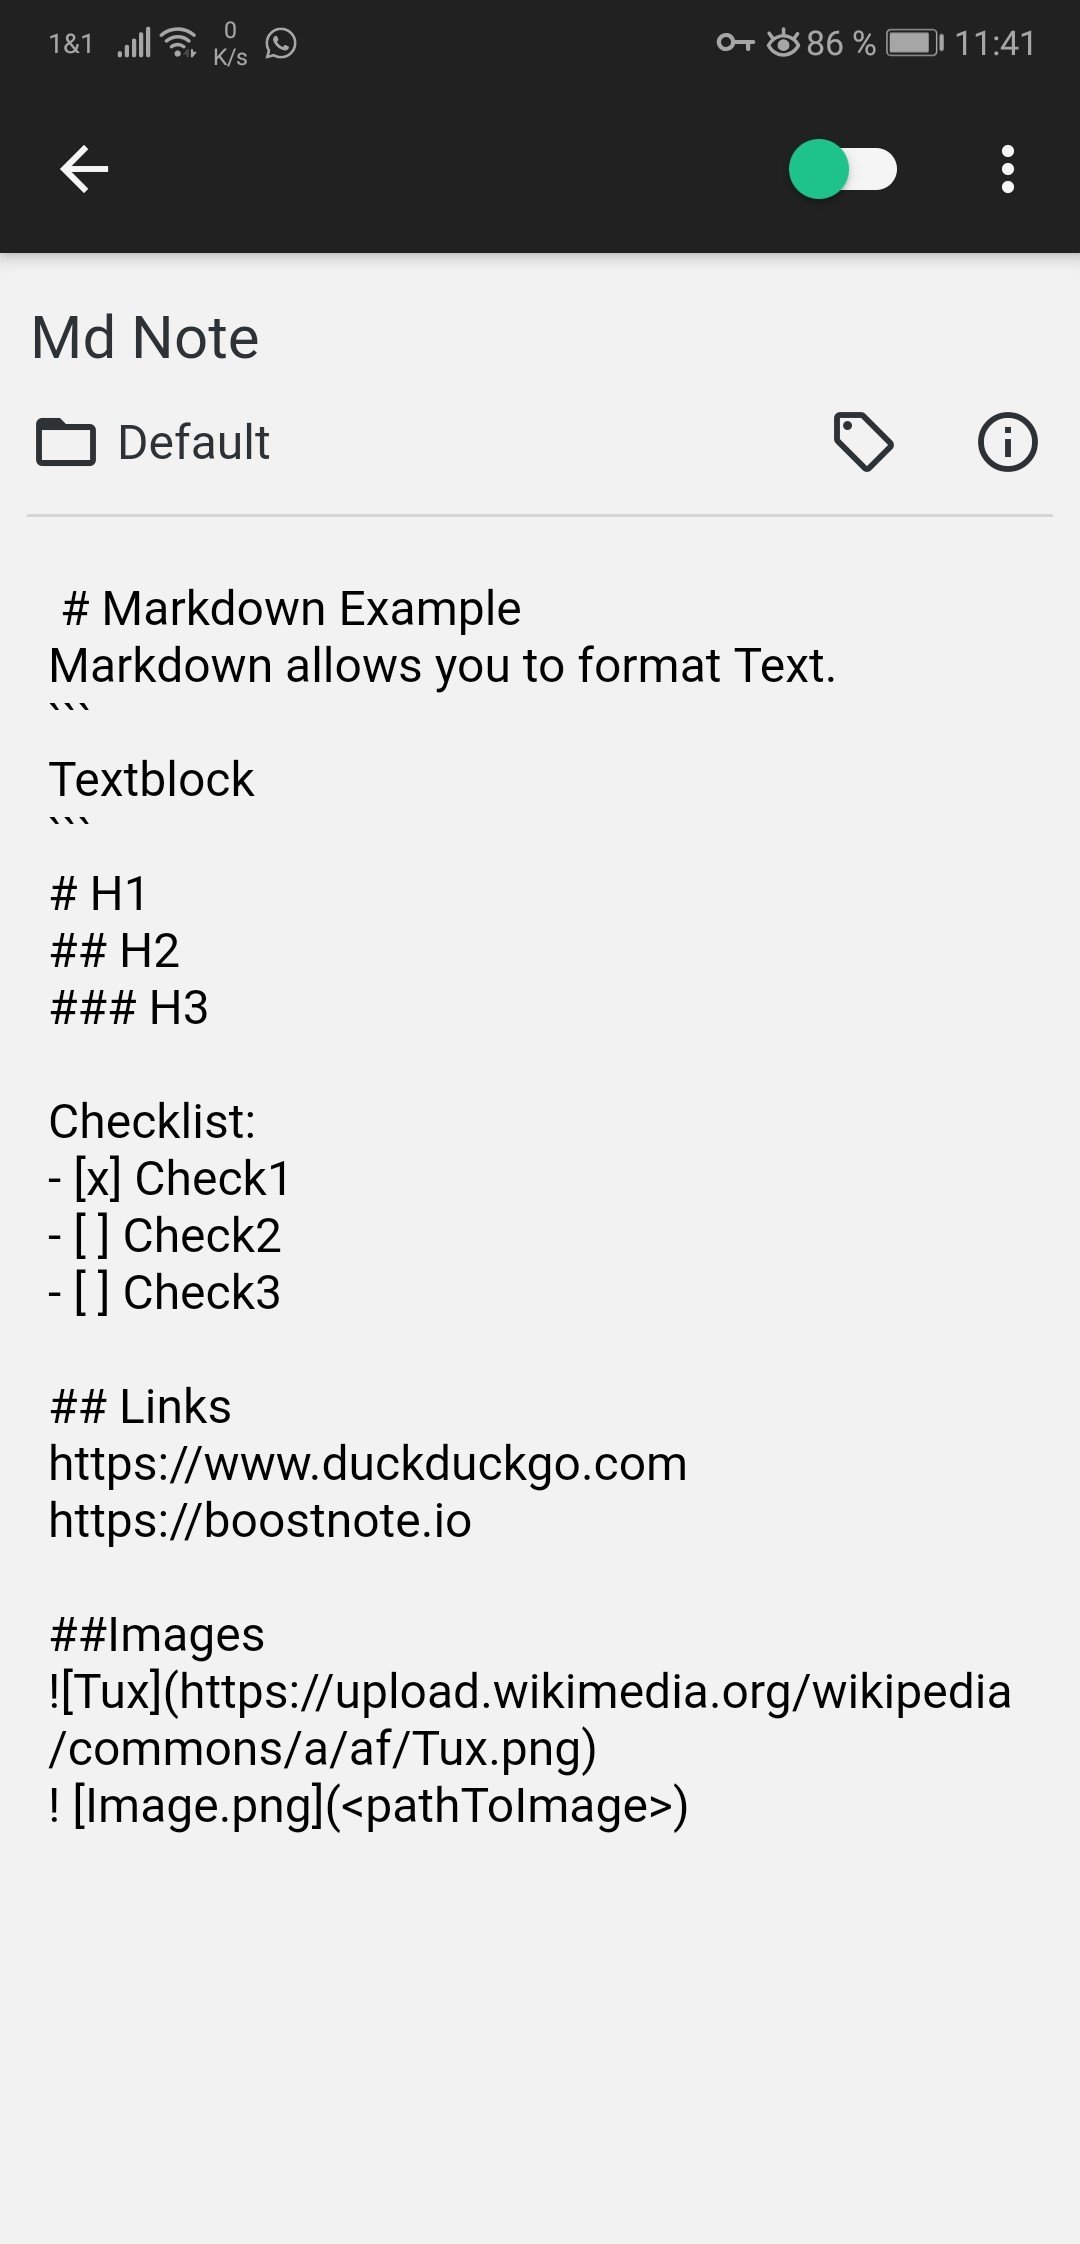 1&1 0 K/s 86 % 11:41
Md Note
Default
# Markdown Example
Markdown allows you to format Text.
```
Textblock
```
# H1
## H2
### H3
Checklist:
- [x] Check1
- [ ] Check2
- [ ] Check3
## Links
https://www.duckduckgo.com
https://boostnote.io
##Images
![Tux](https://upload.wikimedia.org/wikipedia
/commons/a/af/Tux.png)
! [Image.png](<pathToImage>)